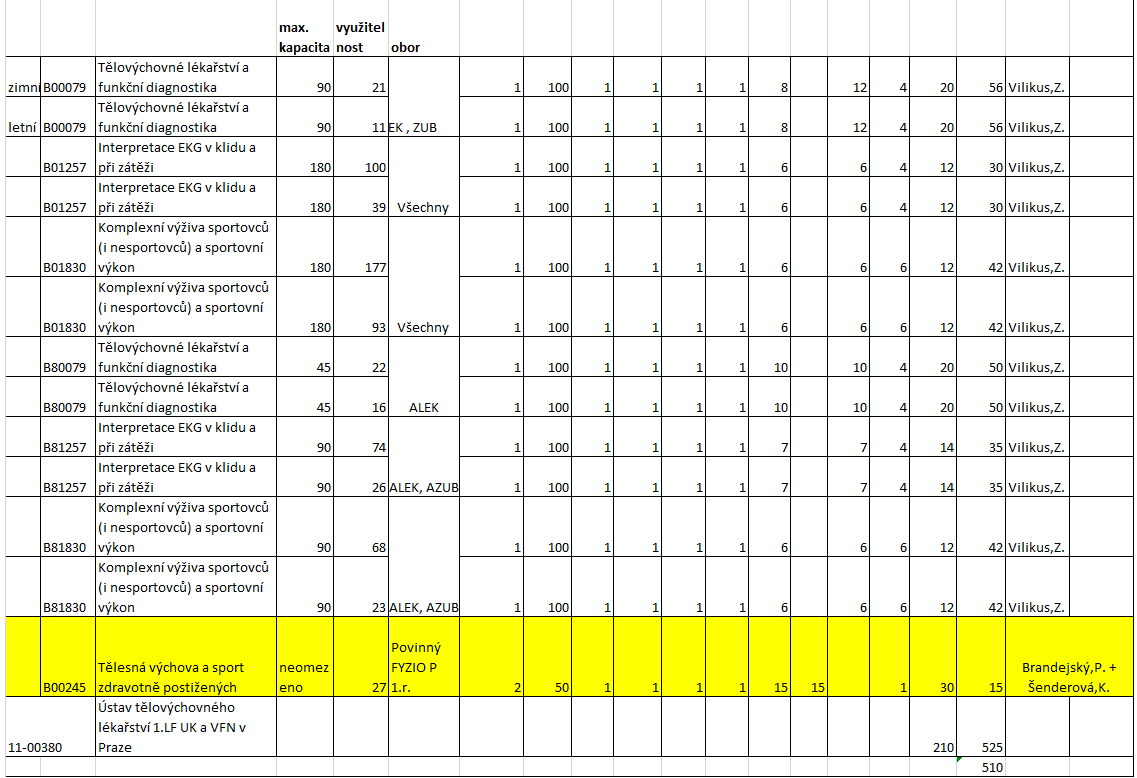 max. využitel
kapacita nost obor
Tělovýchovné lékařství a
zimní B00079 funkční diagnostika 90 21 1 100 1 1 1 1 8 12 4 20 56 Vilikus,Z.
Tělovýchovné lékařství a
letní B00079 funkční diagnostika 90 11 EK , ZUB 1 100 1 1 1 1 8 12 4 20 56 Vilikus,Z.
Interpretace EKG v klidu a
B01257 při zátěži 180 100 1 100 1 1 1 1 6 6 4 12 30 Vilikus,Z.
Interpretace EKG v klidu a
B01257 při zátěži 180 39 Všechny 1 100 1 1 1 1 6 6 4 12 30 Vilikus,Z.
Komplexní výživa sportovců
(i nesportovců) a sportovní
B01830 výkon 180 177 1 100 1 1 1 1 6 6 6 12 42 Vilikus,Z.
Komplexní výživa sportovců
(i nesportovců) a sportovní
B01830 výkon 180 93 Všechny 1 100 1 1 1 1 6 6 6 12 42 Vilikus,Z.
Tělovýchovné lékařství a
B80079 funkční diagnostika 45 22 1 100 1 1 1 1 10 10 4 20 50 Vilikus,Z.
Tělovýchovné lékařství a
B80079 funkční diagnostika 45 16 ALEK 1 100 1 1 1 1 10 10 4 20 50 Vilikus,Z.
Interpretace EKG v klidu a
B81257 při zátěži 90 74 1 100 1 1 1 1 7 7 4 14 35 Vilikus,Z.
Interpretace EKG v klidu a
B81257 při zátěži 90 26 ALEK, AZUB 1 100 1 1 1 1 7 7 4 14 35 Vilikus,Z.
Komplexní výživa sportovců
(i nesportovců) a sportovní
B81830 výkon 90 68 1 100 1 1 1 1 6 6 6 12 42 Vilikus,Z.
Komplexní výživa sportovců
(i nesportovců) a sportovní
B81830 výkon 90 23 ALEK, AZUB 1 100 1 1 1 1 6 6 6 12 42 Vilikus,Z.
Povinný
Tělesná výchova a sport neomez FYZIO P Brandejský,P. +
B00245 zdravotně postižených eno 27 1.r. 2 50 1 1 1 1 15 15 1 30 15 Šenderová,K.
Ústav tělovýchovného
lékařství 1.LF UK a VFN v
11-00380 Praze 210 525
510